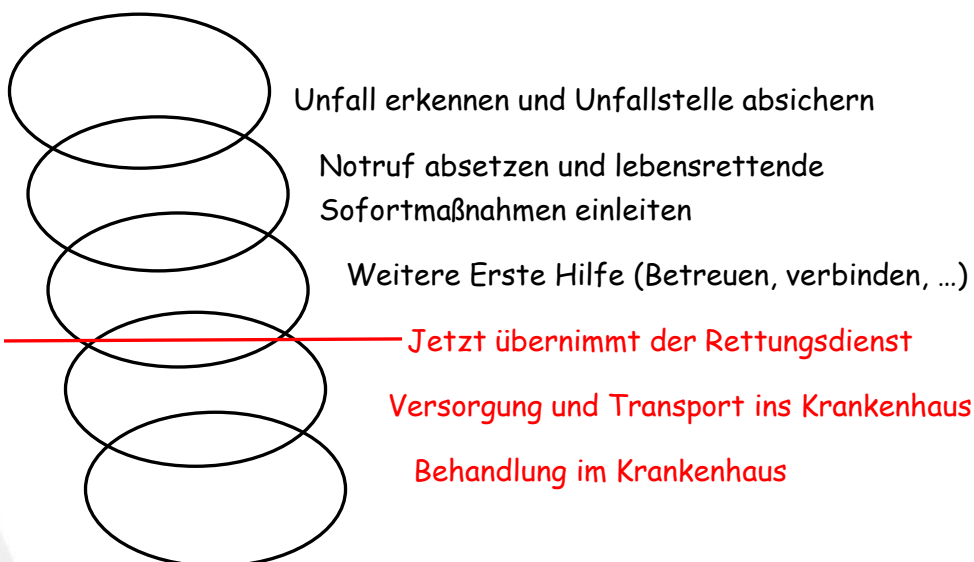 Unfall erkennen und Unfallstelle absichern
Notruf absetzen und lebensrettende
Sofortmaßnahmen einleiten
Weitere Erste Hilfe (Betreuen, verbinden, …)
Jetzt übernimmt der Rettungsdienst
Versorgung und Transport ins Krankenhaus
Behandlung im Krankenhaus